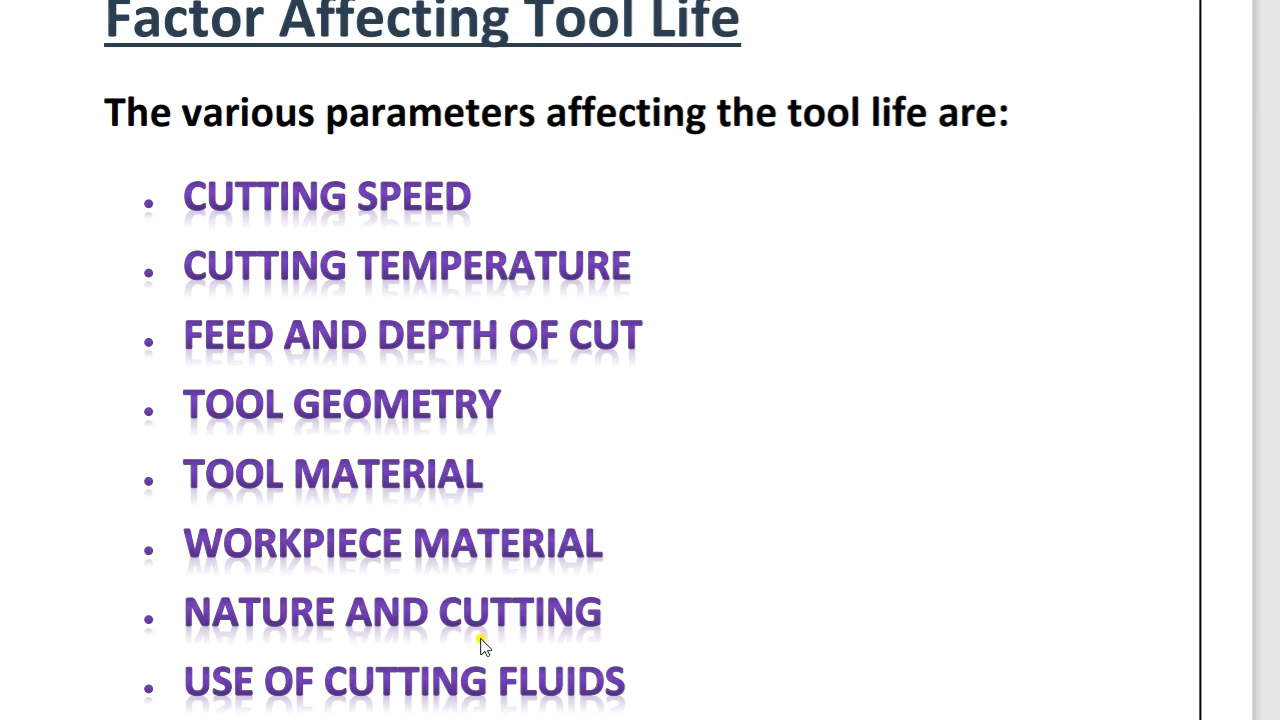 Factor Affecting Tool Life
The various parameters affecting the tool life are:
• CUTTING SPEED
• CUTTING TEMPERATURE
• FEED AND DEPTH OF CUT
• TOOL GEOMETRY
• TOOL MATERIAL
• WORKPIECE MATERIAL
• NATURE AND CUTTING
• USE OF CUTTING FLUIDS